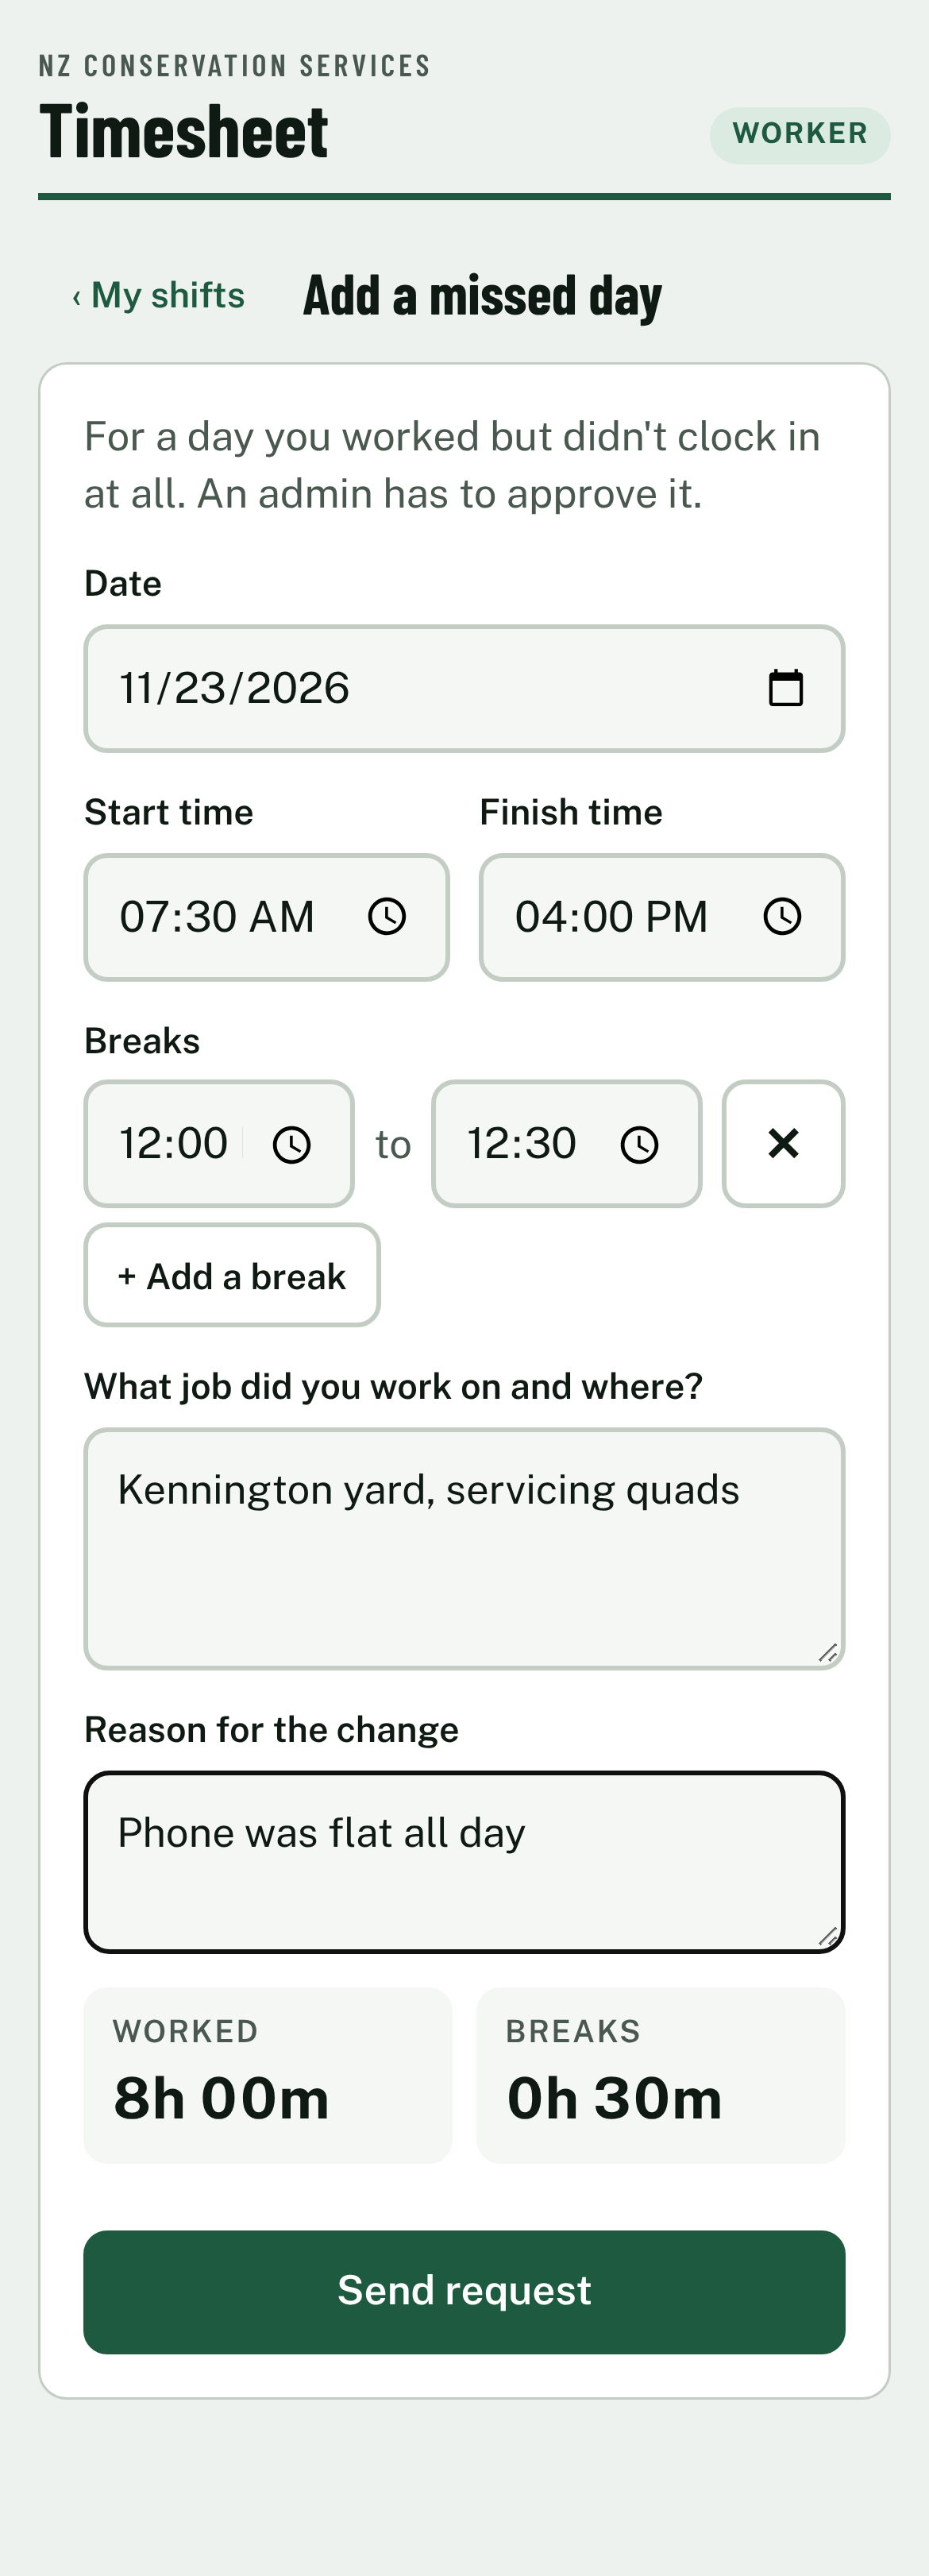 NZ CONSERVATION SERVICES
Timesheet
WORKER
‹ My shifts
Add a missed day
For a day you worked but didn't clock in
at all. An admin has to approve it.
Date
11/23/2026
Start time
Finish time
07:30 AM
04:00 PM
Breaks
12:00 to 12:30 ✕
+ Add a break
What job did you work on and where?
Kennington yard, servicing quads
Reason for the change
Phone was flat all day
WORKED
8h 00m
BREAKS
0h 30m
Send request